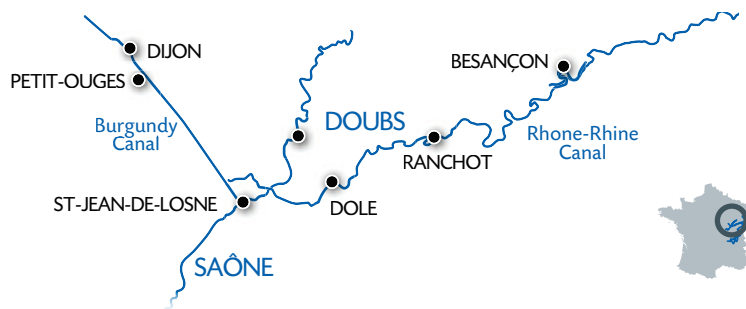 DIJON
BESANÇON
PETIT-OUGES
Burgundy
Canal
DOUBS
Rhone-Rhine
Canal
RANCHOT
ST-JEAN-DE-LOSNE
DOLE
SAÔNE